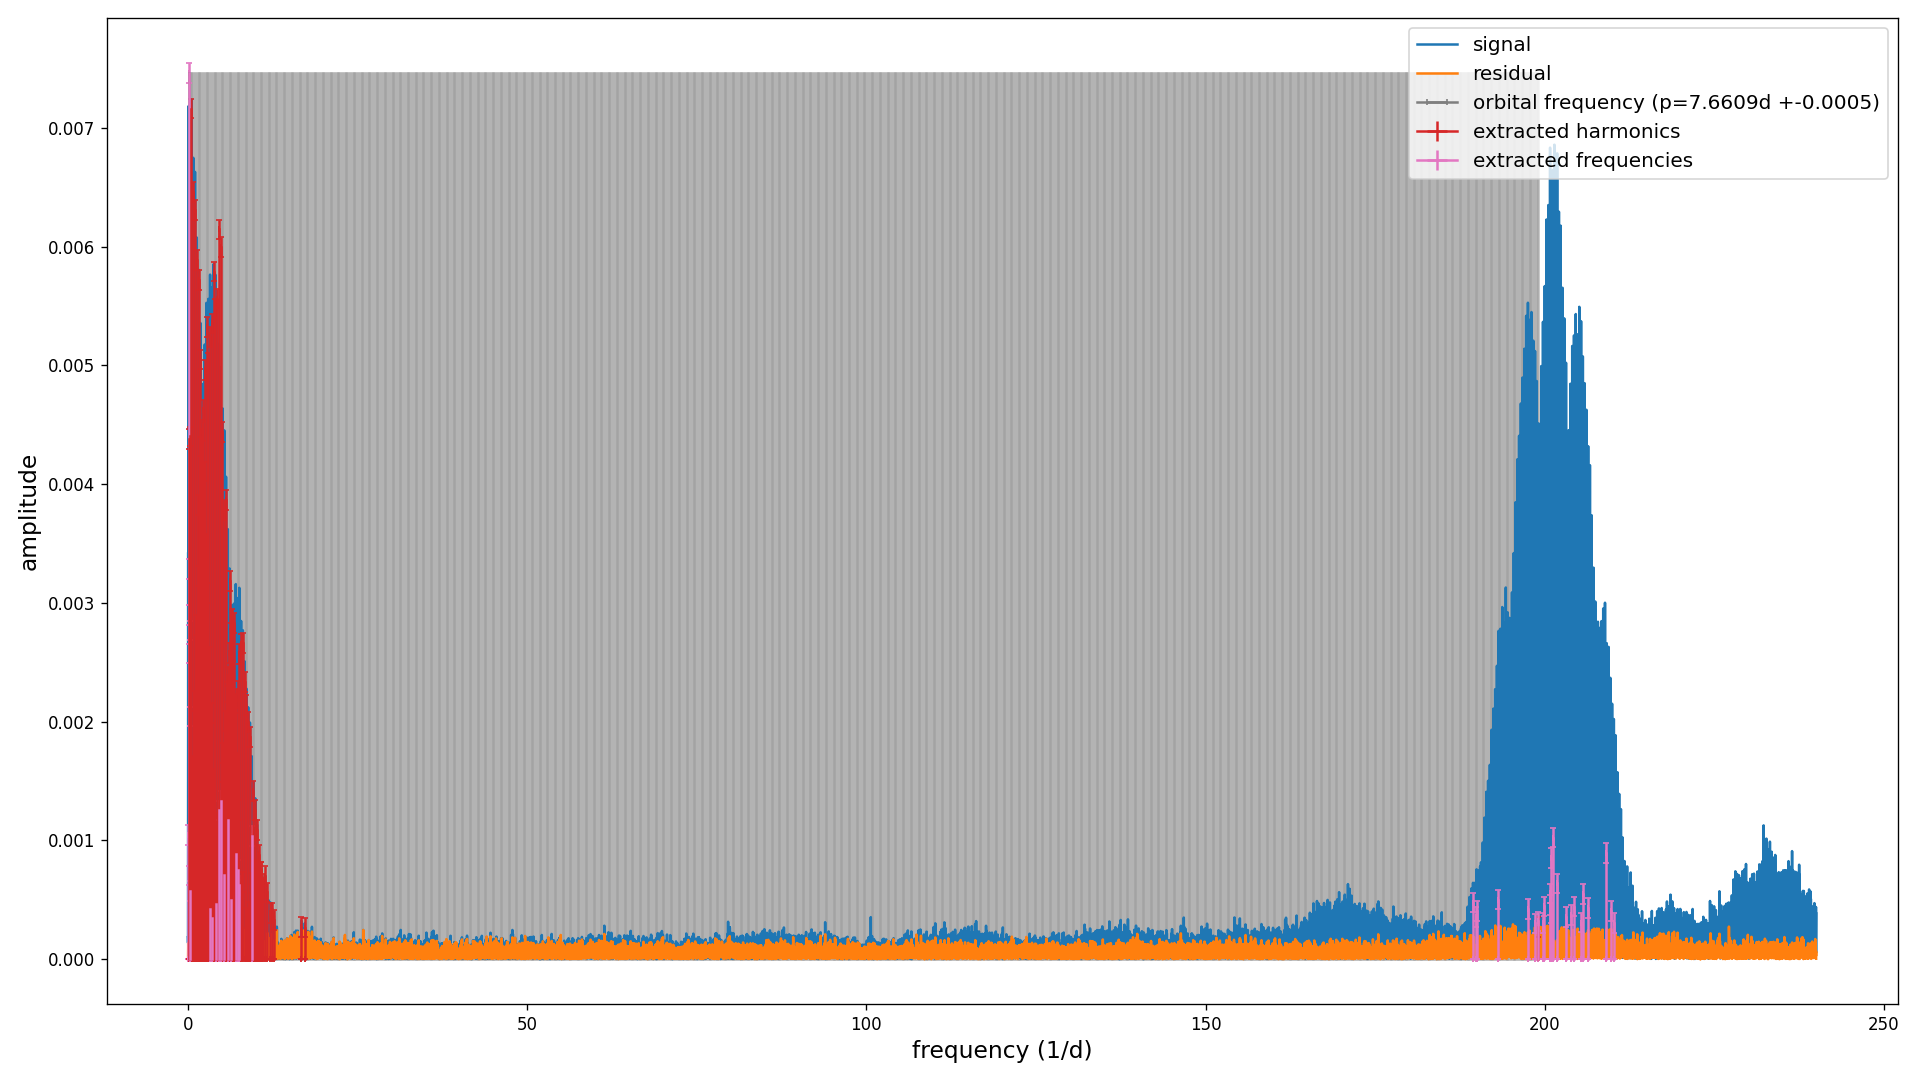 signal
residual
orbital frequency (p=7.6609d +-0.0005)
extracted harmonics
extracted frequencies
0.007
0.006
0.005
0.004
0.003
0.002
0.001
0.000
amplitude
0 50 100 150 200 250
frequency (1/d)